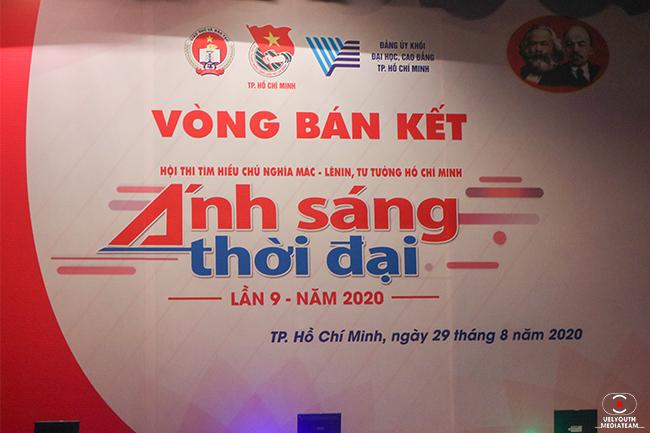 TP. HỒ CHÍ MINH
ĐẢNG ỦY KHỐI
ĐẠI HỌC, CAO ĐẲNG
TP. HỒ CHÍ MINH
VÒNG BÁN KẾT
HỘI THI TÌM HIỂU CHỦ NGHĨA MÁC - LÊNIN, TƯ TƯỞNG HỒ CHÍ MINH
Ánh sáng
thời đại
LẦN 9 - NĂM 2020
TP. Hồ Chí Minh, ngày 29 tháng 8 năm 2020
UELYOUTH
MEDIATEAM